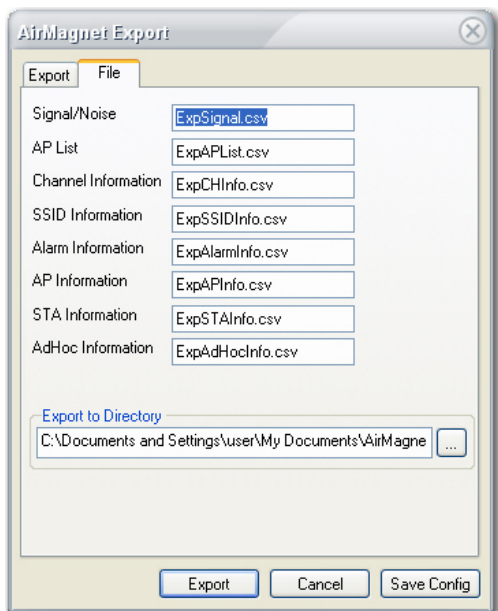 AirMagnet Export
Export File
Signal/Noise ExpSignal.csv
AP List ExpAPList.csv
Channel Information ExpCHInfo.csv
SSID Information ExpSSIDInfo.csv
Alarm Information ExpAlarmInfo.csv
AP Information ExpAPInfo.csv
STA Information ExpSTAInfo.csv
AdHoc Information ExpAdHocInfo.csv
Export to Directory
C:\Documents and Settings\user\My Documents\AirMagne ...
Export Cancel Save Config